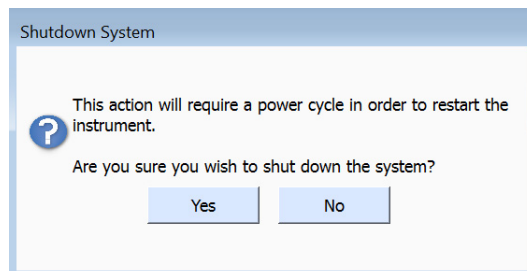 Shutdown System
This action will require a power cycle in order to restart the
instrument.
Are you sure you wish to shut down the system?
Yes
No